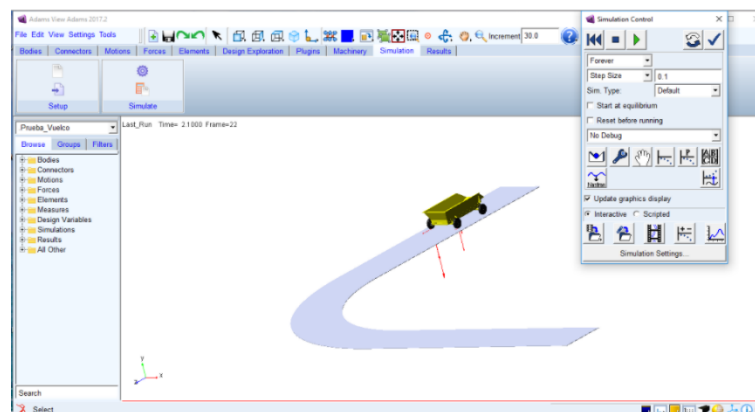 Adams View Adams 2017.2
File Edit View Settings Tools
Increment 30.0
Bodies Connectors Motions Forces Elements Design Exploration Plugins Machinery Simulation Results
Setup Simulate
Prueba_Vuelco
Browse Groups Filters
Bodies
Connectors
Motions
Forces
Elements
Measures
Design Variables
Simulations
Results
All Other
Search
Select
Last_Run Time= 2.1000 Frame=22
y
x
z
Simulation Control
Forever
Step Size 0.1
Sim. Type: Default
Start at equilibrium
Reset before running
No Debug
Update graphics display
Interactive Scripted
Simulation Settings...